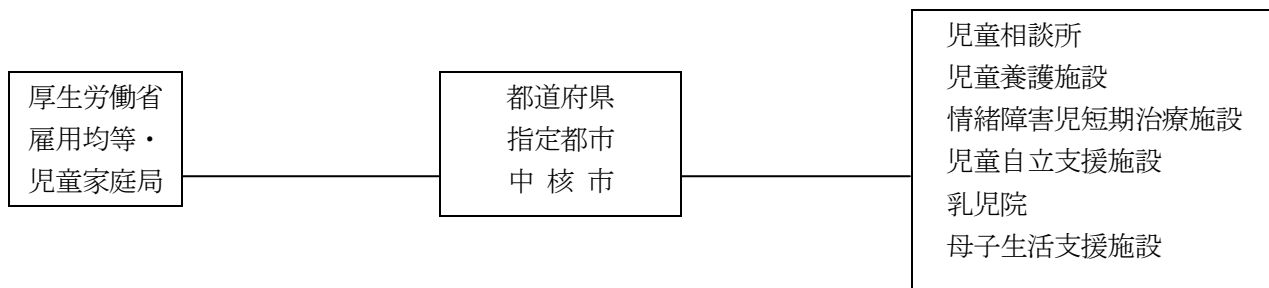 厚生労働省
雇用均等・
児童家庭局
都道府県
指定都市
中 核 市
児童相談所
児童養護施設
情緒障害児短期治療施設
児童自立支援施設
乳児院
母子生活支援施設